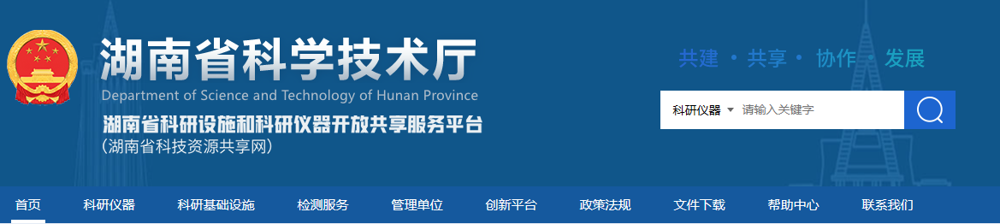 湖南省科学技术厅
Department of Science and Technology of Hunan Province
湖南省科研设施和科研仪器开放共享服务平台
(湖南省科技资源共享网)
共建 · 共享 · 协作 · 发展
科研仪器 请输入关键字
首页 科研仪器 科研基础设施 检测服务 管理单位 创新平台 政策法规 文件下载 帮助中心 联系我们